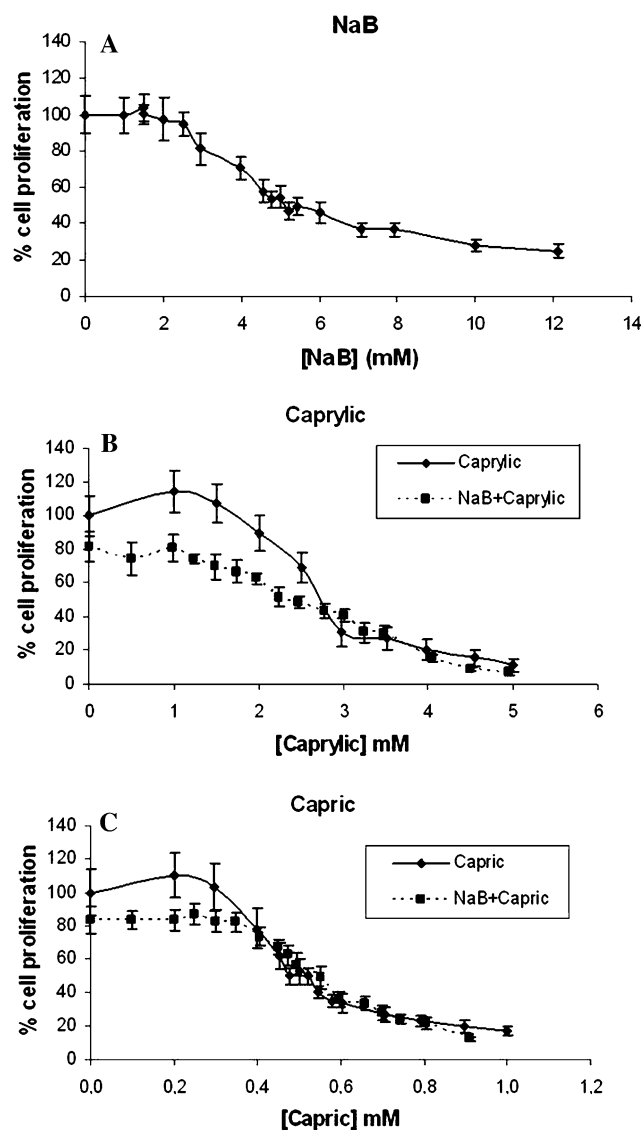 NaB
A
140
120
100
80
60
40
20
0
% cell proliferation
0 2 4 6 8 10 12 14
[NaB] (mM)
Caprylic
B
140
120
100
80
60
40
20
0
% cell proliferation
Caprylic
NaB+Caprylic
0 1 2 3 4 5 6
[Caprylic] mM
Capric
C
140
120
100
80
60
40
20
0
% cell proliferation
Capric
NaB+Capric
0,0 0,2 0,4 0,6 0,8 1,0 1,2
[Capric] mM